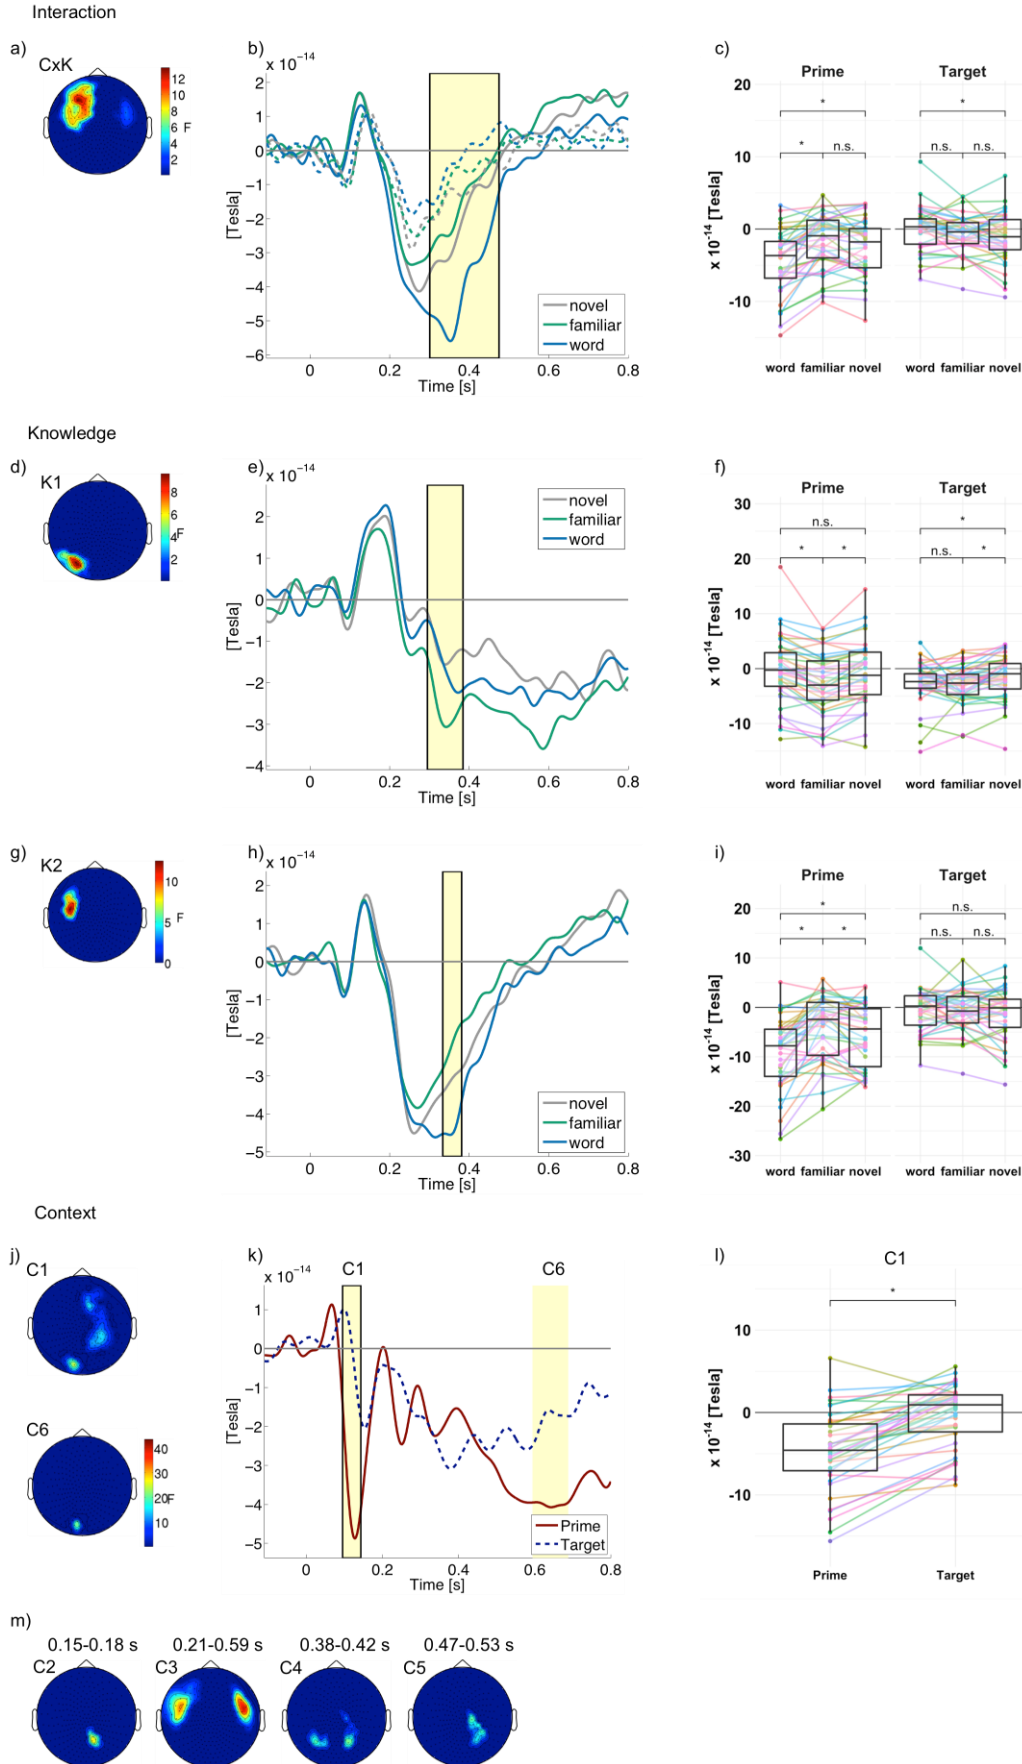 Interaction
a)
CxK
12
10
8
6 F
4
2
b)
x 10⁻¹⁴
2
1
0
−1
−2
−3
−4
−5
−6
[Tesla]
novel
familiar
word
0 0.2 0.4 0.6 0.8
Time [s]
c)
Prime Target
20
10
0
-10
x 10⁻¹⁴ [Tesla]
* *
* n.s. n.s. n.s.
word familiar novel word familiar novel
Knowledge
d)
K1
8
6
4 F
2
e)
x 10⁻¹⁴
2
1
0
−1
−2
−3
−4
[Tesla]
novel
familiar
word
0 0.2 0.4 0.6 0.8
Time [s]
f)
Prime Target
30
20
10
0
-10
x 10⁻¹⁴ [Tesla]
n.s. *
* * n.s. *
word familiar novel word familiar novel
g)
K2
10
5 F
0
h)
x 10⁻¹⁴
2
1
0
−1
−2
−3
−4
−5
[Tesla]
novel
familiar
word
0 0.2 0.4 0.6 0.8
Time [s]
i)
Prime Target
20
10
0
-10
-20
-30
x 10⁻¹⁴ [Tesla]
* n.s.
* * n.s. n.s.
word familiar novel word familiar novel
Context
j)
C1
C6
40
30
20 F
10
k)
C1 C6
x 10⁻¹⁴
1
0
−1
−2
−3
−4
−5
[Tesla]
Prime
Target
0 0.2 0.4 0.6 0.8
Time [s]
l)
C1
*
10
0
-10
x 10⁻¹⁴ [Tesla]
Prime Target
m)
0.15-0.18 s 0.21-0.59 s 0.38-0.42 s 0.47-0.53 s
C2 C3 C4 C5